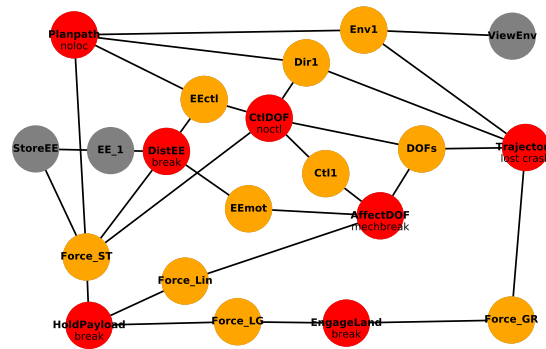 Env1
Planpath
noloc
ViewEnv
Dir1
EEctl
CtlDOF
noctl
StoreEE
EE_1
DistEE
break
DOFs
Trajector
lost crash
Ctl1
EEmot
AffectDOF
mechbreak
Force_ST
Force_Lin
HoldPayload
break
Force_LG
EngageLand
break
Force_GR